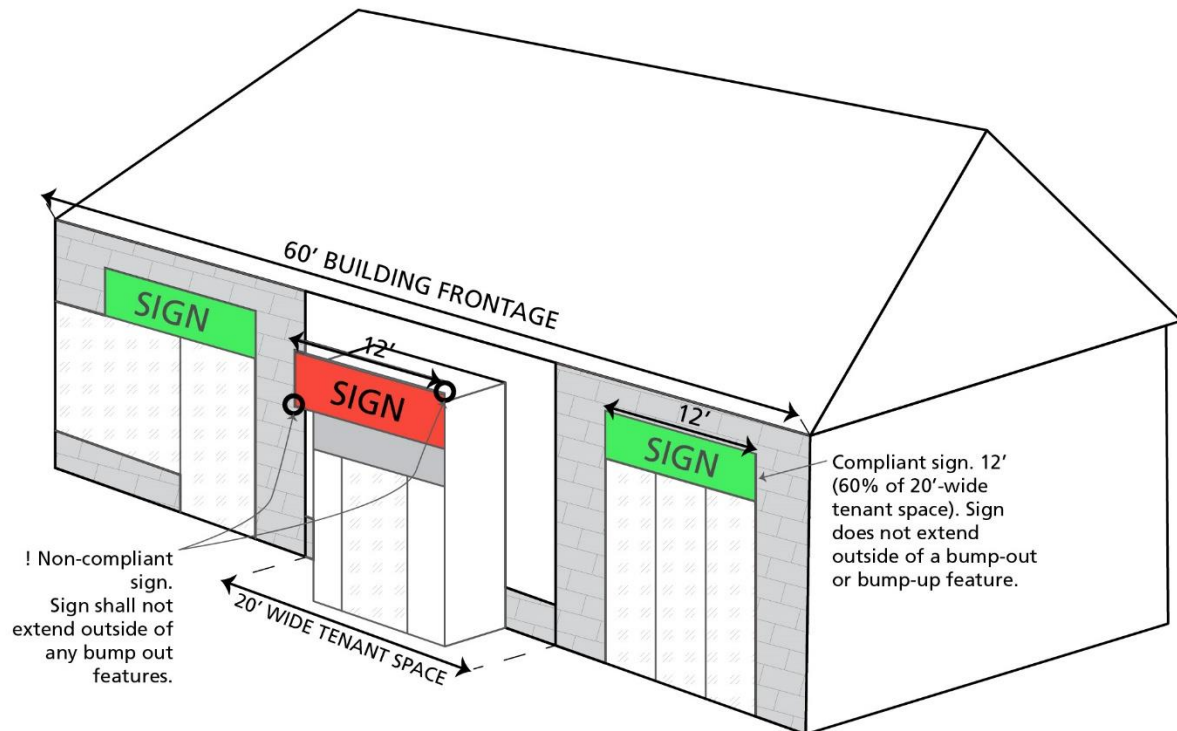 60’ BUILDING FRONTAGE
SIGN
12’
SIGN
12’
SIGN
Compliant sign. 12’
(60% of 20’-wide
tenant space). Sign
does not extend
outside of a bump-out
or bump-up feature.
! Non-compliant
sign.
Sign shall not
extend outside of
any bump out
features.
20’ WIDE TENANT SPACE